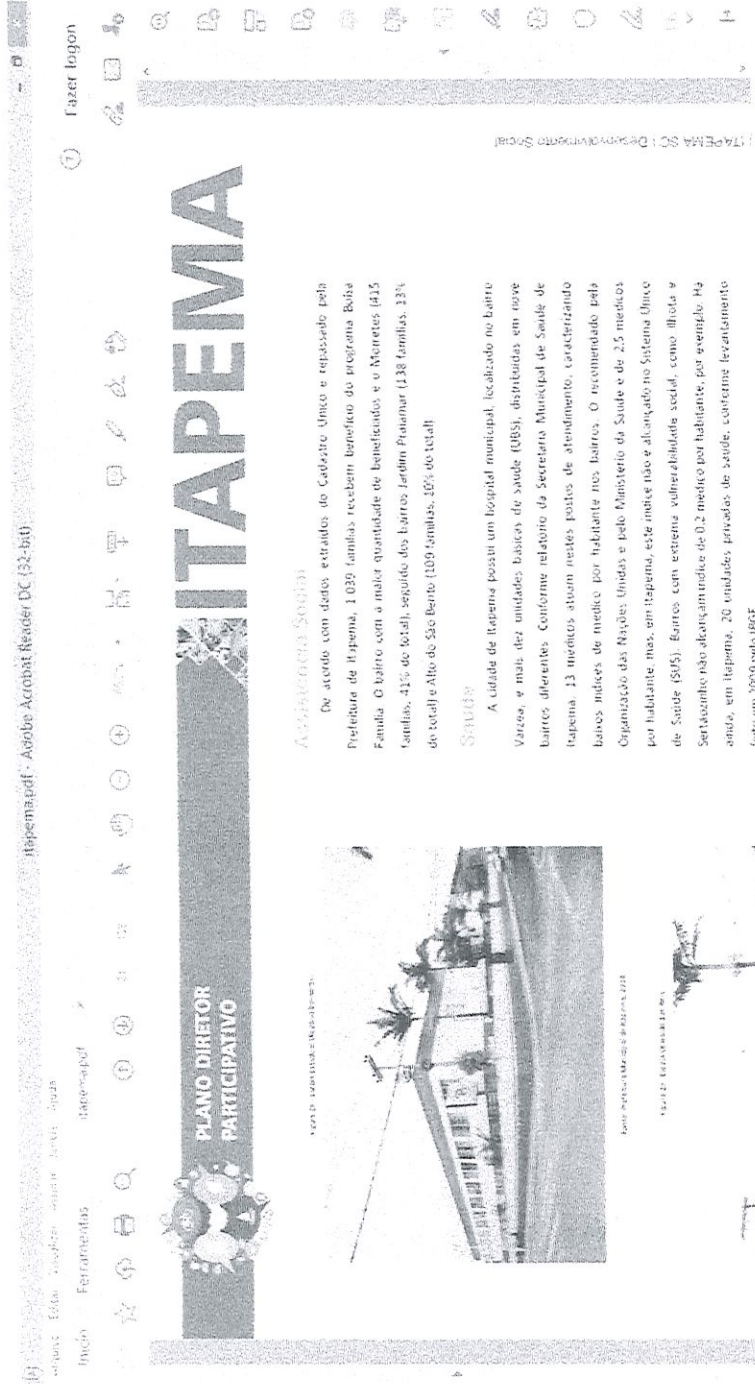 itapema.pdf - Adobe Acrobat Reader DC (32-bit)
Início Ferramentas itapema.pdf ×
Fazer logon
PLANO DIRETOR
PARTICIPATIVO
ITAPEMA
Assistência Social
De acordo com dados extraídos do Cadastro Único e repassado pela
Prefeitura de Itapema, 1.039 famílias recebem benefício do programa Bolsa
Família. O bairro com a maior quantidade de beneficiados é o Morretes (415
famílias, 41% do total), seguido dos bairros Jardim Praiamar (138 famílias, 13%
do total) e Alto do São Bento (109 famílias, 10% do total)
Saúde
A cidade de Itapema possui um hospital municipal, localizado no bairro
Várzea, e mais dez unidades básicas de saúde (UBS), distribuídas em nove
bairros diferentes. Conforme relatório da Secretaria Municipal de Saúde de
Itapema, 13 médicos atuam nestes postos de atendimento, caracterizando
baixos índices de médico por habitante nos bairros. O recomendado pela
Organização das Nações Unidas e pelo Ministério da Saúde é de 2,5 médicos
por habitante, mas, em Itapema, este índice não é alcançado no Sistema Único
de Saúde (SUS). Bairros com extrema vulnerabilidade social, como Ilhota e
Sertãozinho não alcançam índice de 0,2 médico por habitante, por exemplo. Há
ainda, em Itapema, 20 unidades privadas de saúde, conforme levantamento
feito em 2009 pelo IBGE
ITAPEMA SC | Desenvolvimento Social